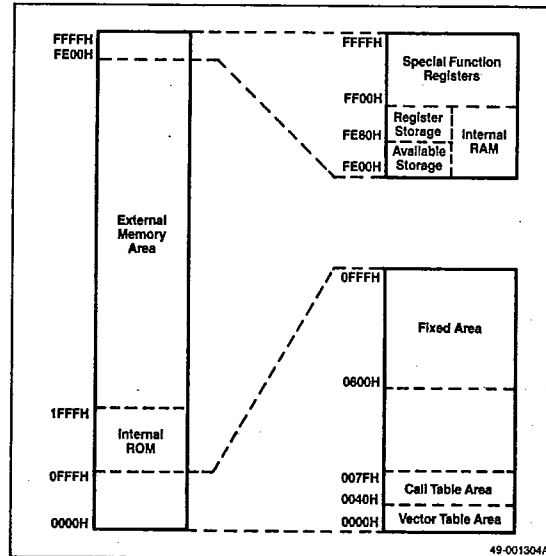 FFFFH
FE00H
External
Memory
Area
1FFFH
Internal
ROM
0FFFH
0000H
FFFFH
Special Function
Registers
FF00H
Register
Storage
FE80H
Internal
RAM
Available
Storage
FE00H
0FFFH
Fixed Area
0600H
007FH
Call Table Area
0040H
Vector Table Area
0000H
49-001304A